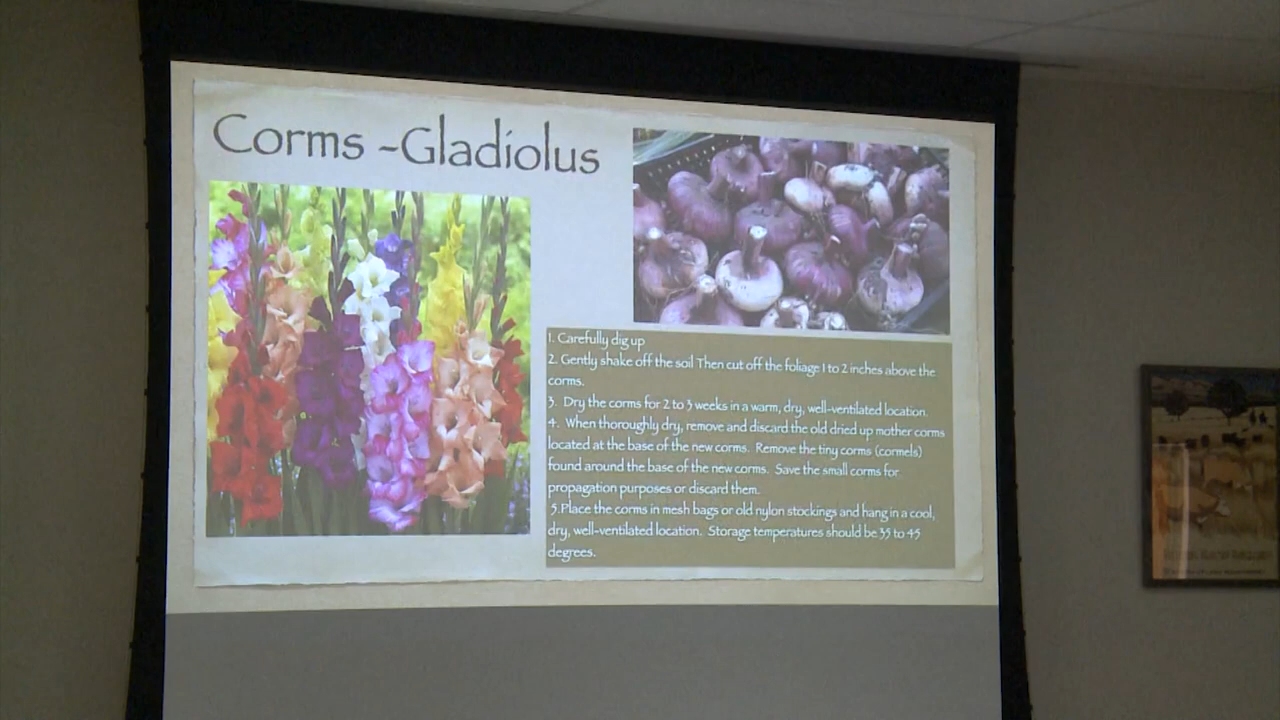 Corms -Gladiolus
1. Carefully dig up
2. Gently shake off the soil Then cut off the foliage 1 to 2 inches above the
corms.
3. Dry the corms for 2 to 3 weeks in a warm, dry, well-ventilated location.
4. When thoroughly dry, remove and discard the old dried up mother corms
located at the base of the new corms. Remove the tiny corms (cormels)
found around the base of the new corms. Save the small corms for
propagation purposes or discard them.
5.Place the corms in mesh bags or old nylon stockings and hang in a cool,
dry, well-ventilated location. Storage temperatures should be 35 to 45
degrees.